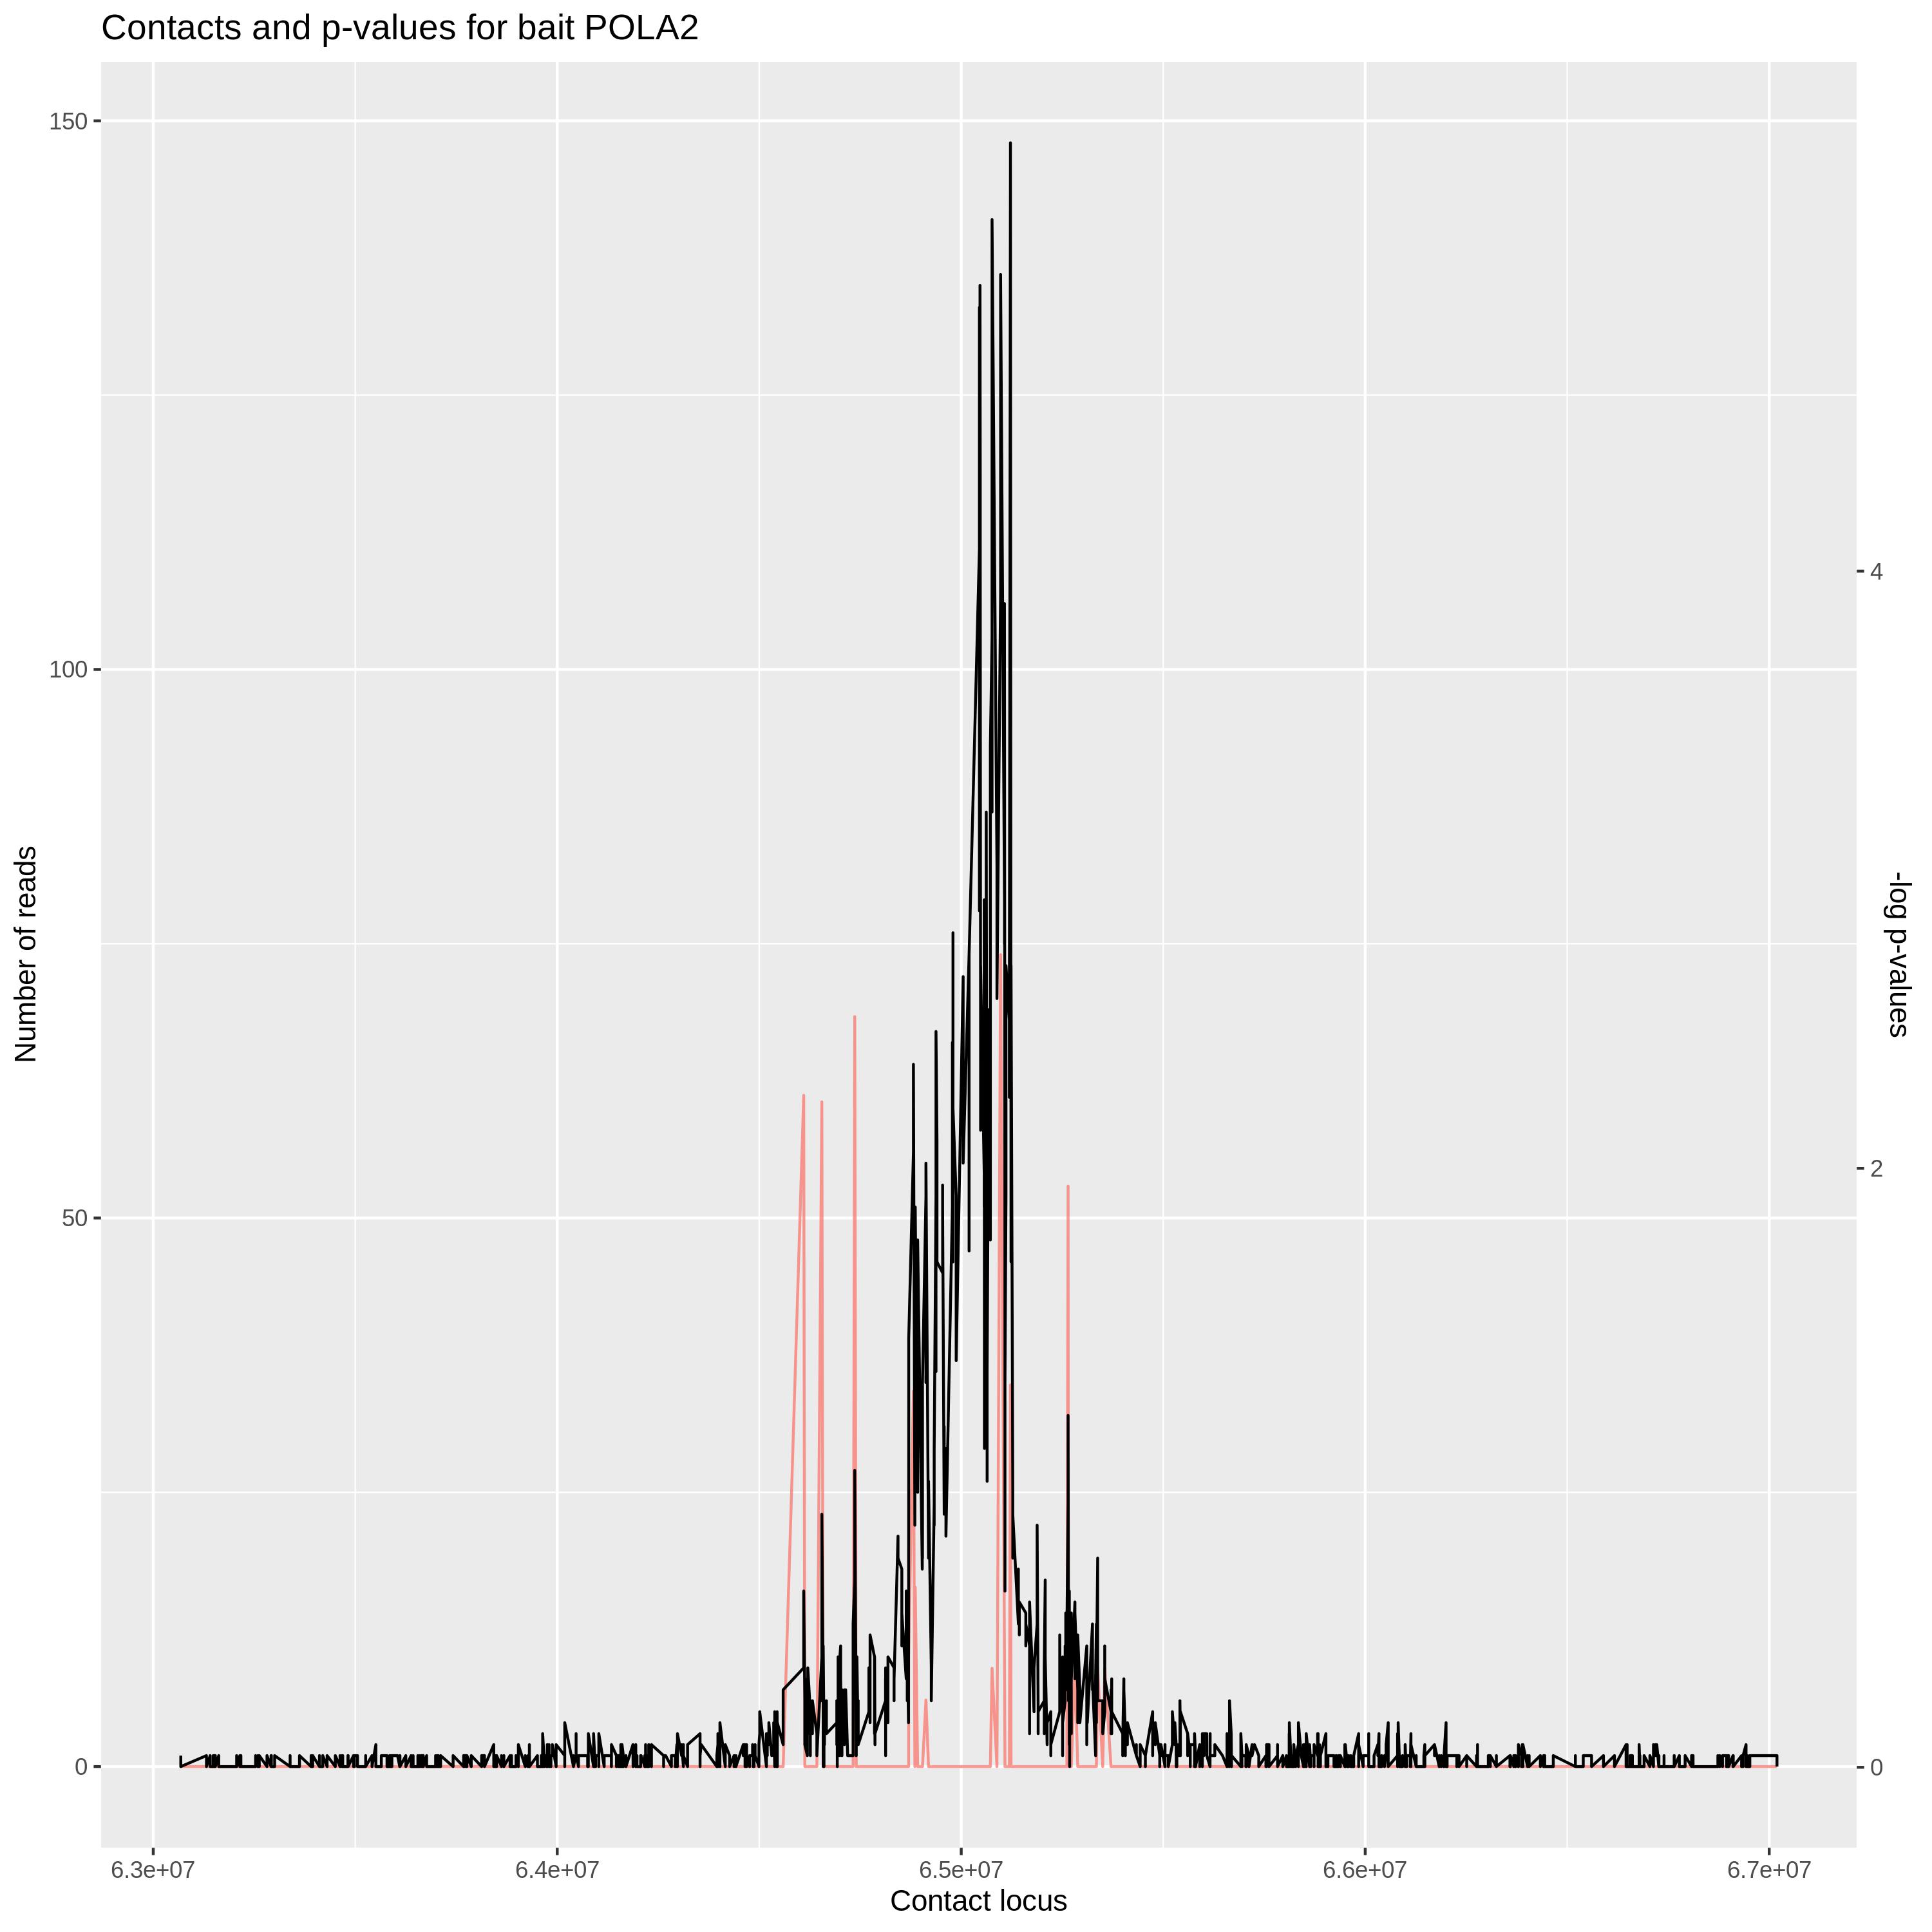 Contacts and p-values for bait POLA2
150
100
50
0
Number of reads
4
2
0
-log p-values
6.3e+07
6.4e+07
6.5e+07
6.6e+07
6.7e+07
Contact locus